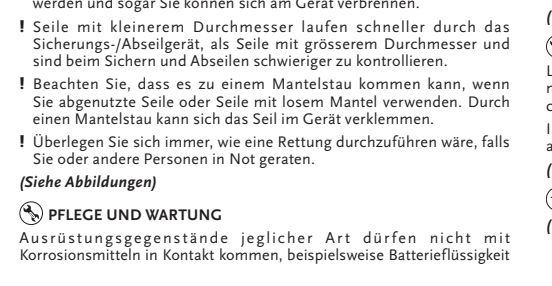 werden und sogar Sie können sich am Gerät verbrennen.
! Seile mit kleinerem Durchmesser laufen schneller durch das
Sicherungs-/Abseilgerät, als Seile mit grösserem Durchmesser und
sind beim Sichern und Abseilen schwieriger zu kontrollieren.
! Beachten Sie, dass es zu einem Mantelstau kommen kann, wenn
Sie abgenutzte Seile oder Seile mit losem Mantel verwenden. Durch
einen Mantelstau kann sich das Seil im Gerät verklemmen.
! Überlegen Sie sich immer, wie eine Rettung durchzuführen wäre, falls
Sie oder andere Personen in Not geraten.
(Siehe Abbildungen)
PFLEGE UND WARTUNG
Ausrüstungsgegenstände jeglicher Art dürfen nicht mit
Korrosionsmitteln in Kontakt kommen, beispielsweise Batterieflüssigkeit